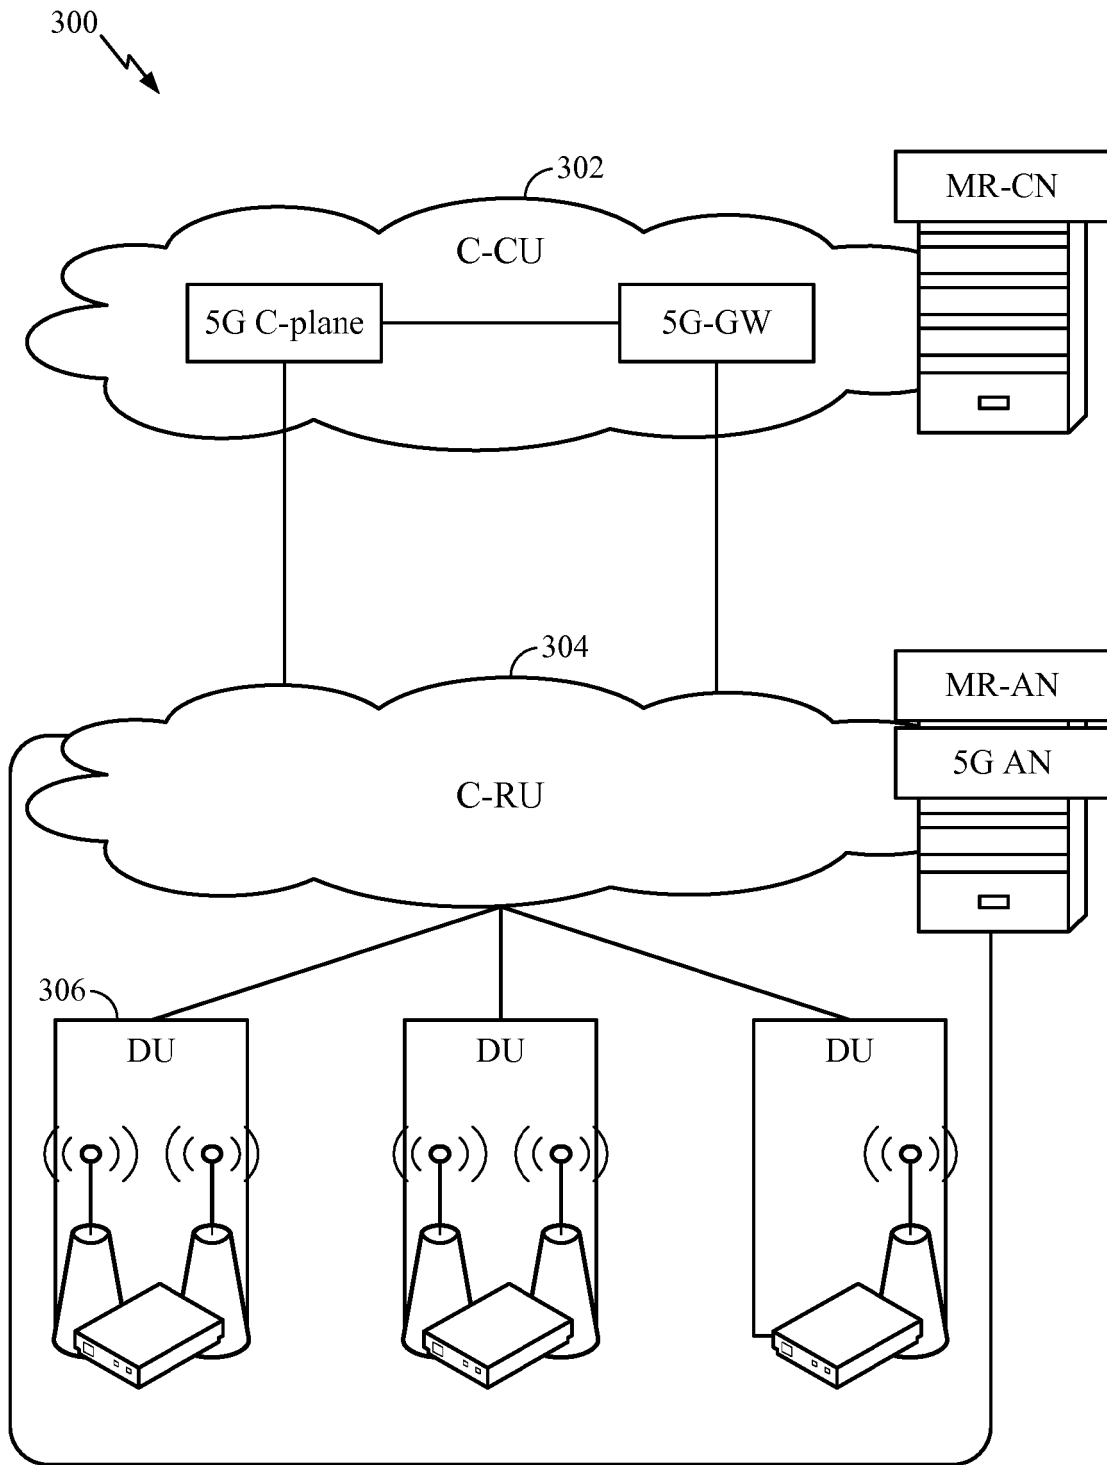 300
302
MR-CN
C-CU
5G C-plane
5G-GW
304
MR-AN
5G AN
C-RU
306
DU
DU
DU